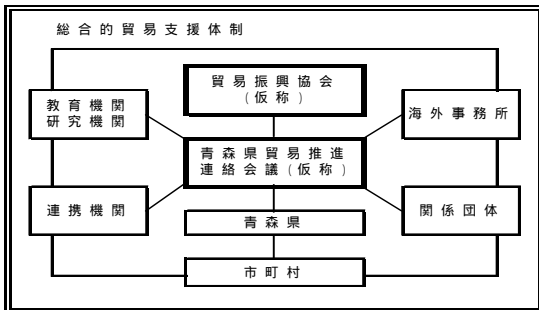 総合的貿易支援体制
貿易振興協会
(仮称)
教育機関
研究機関
海外事務所
青森県貿易推進
連絡会議(仮称)
連携機関
青森県
関係団体
市町村